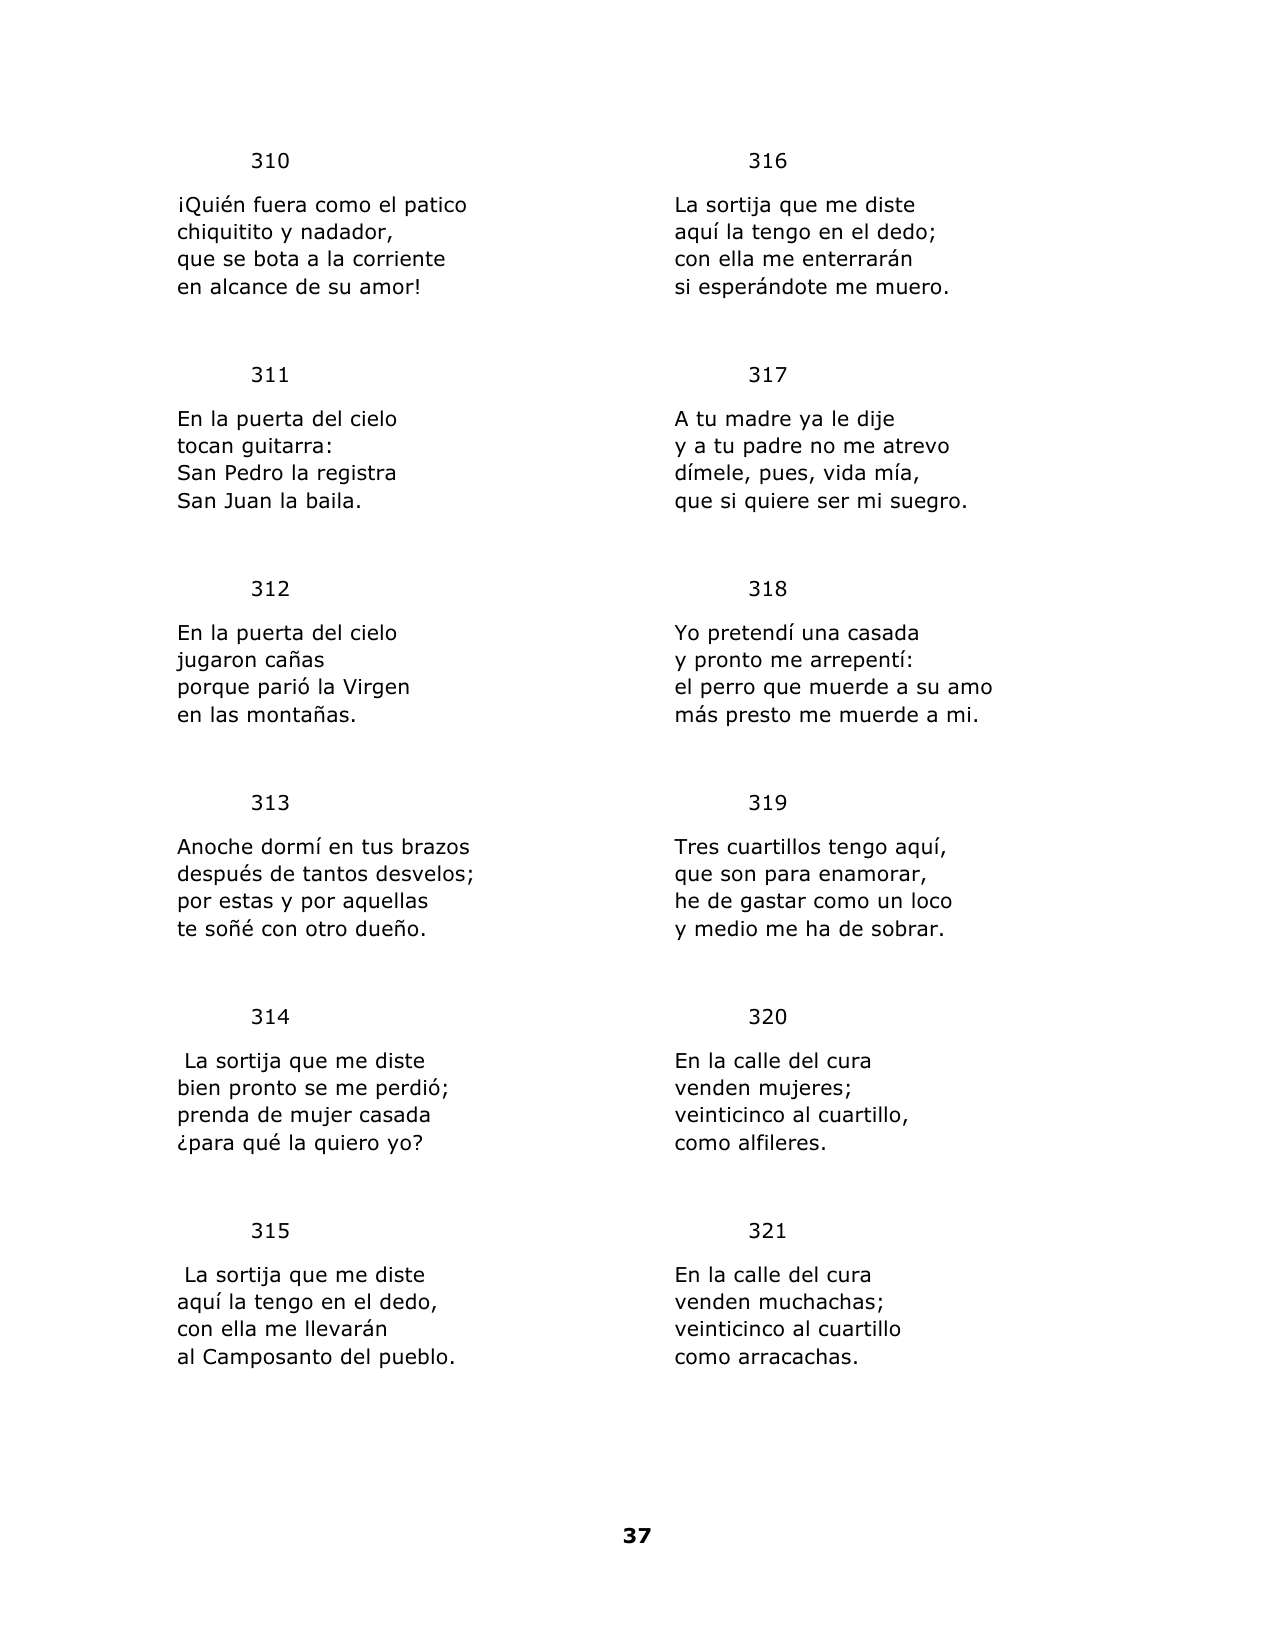 310
¡Quién fuera como el patico
chiquitito y nadador,
que se bota a la corriente
en alcance de su amor!
311
En la puerta del cielo
tocan guitarra:
San Pedro la registra
San Juan la baila.
312
En la puerta del cielo
jugaron cañas
porque parió la Virgen
en las montañas.
313
Anoche dormí en tus brazos
después de tantos desvelos;
por estas y por aquellas
te soñé con otro dueño.
314
La sortija que me diste
bien pronto se me perdió;
prenda de mujer casada
¿para qué la quiero yo?
315
La sortija que me diste
aquí la tengo en el dedo,
con ella me llevarán
al Camposanto del pueblo.
316
La sortija que me diste
aquí la tengo en el dedo;
con ella me enterrarán
si esperándote me muero.
317
A tu madre ya le dije
y a tu padre no me atrevo
dímele, pues, vida mía,
que si quiere ser mi suegro.
318
Yo pretendí una casada
y pronto me arrepentí:
el perro que muerde a su amo
más presto me muerde a mi.
319
Tres cuartillos tengo aquí,
que son para enamorar,
he de gastar como un loco
y medio me ha de sobrar.
320
En la calle del cura
venden mujeres;
veinticinco al cuartillo,
como alfileres.
321
En la calle del cura
venden muchachas;
veinticinco al cuartillo
como arracachas.
37